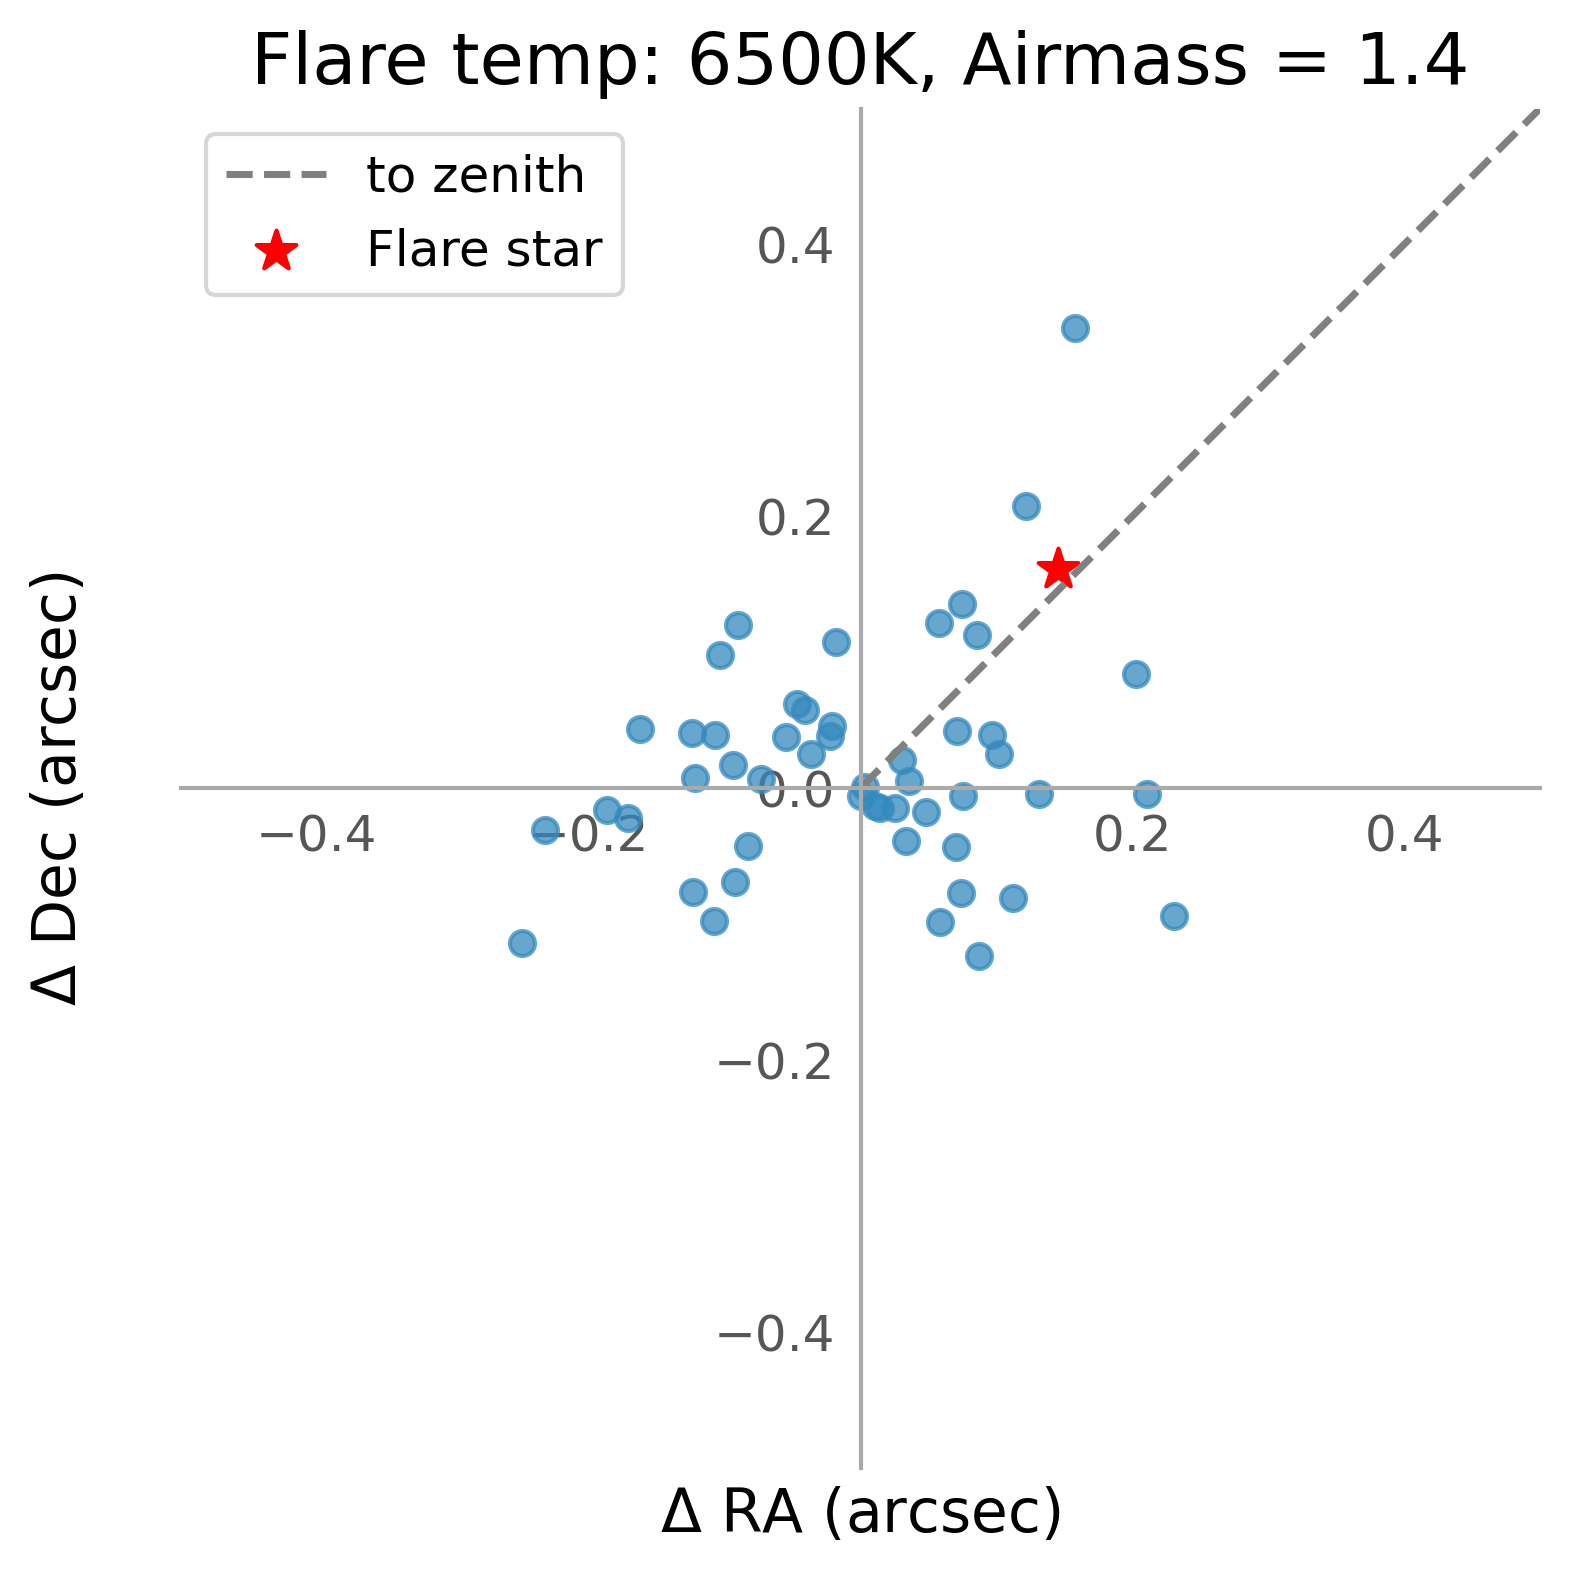 Flare temp: 6500K, Airmass = 1.4
to zenith
Flare star
0.4
0.2
0.0
−0.4
−0.2
0.2
0.4
−0.2
−0.4
Δ Dec (arcsec)
Δ RA (arcsec)